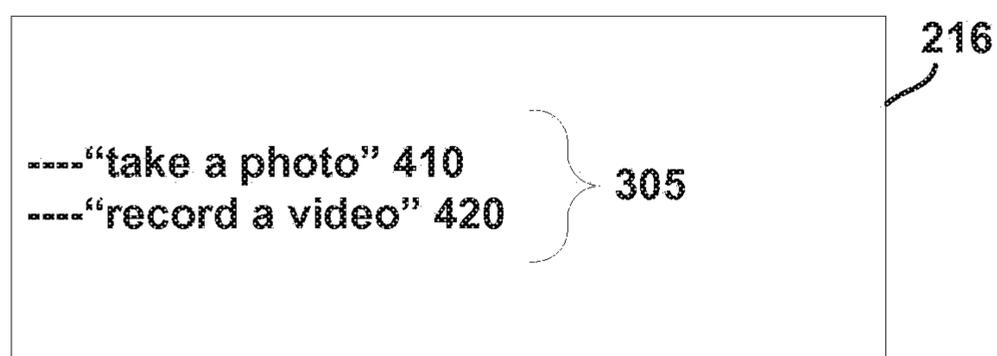 216
----“take a photo” 410
----“record a video” 420
305